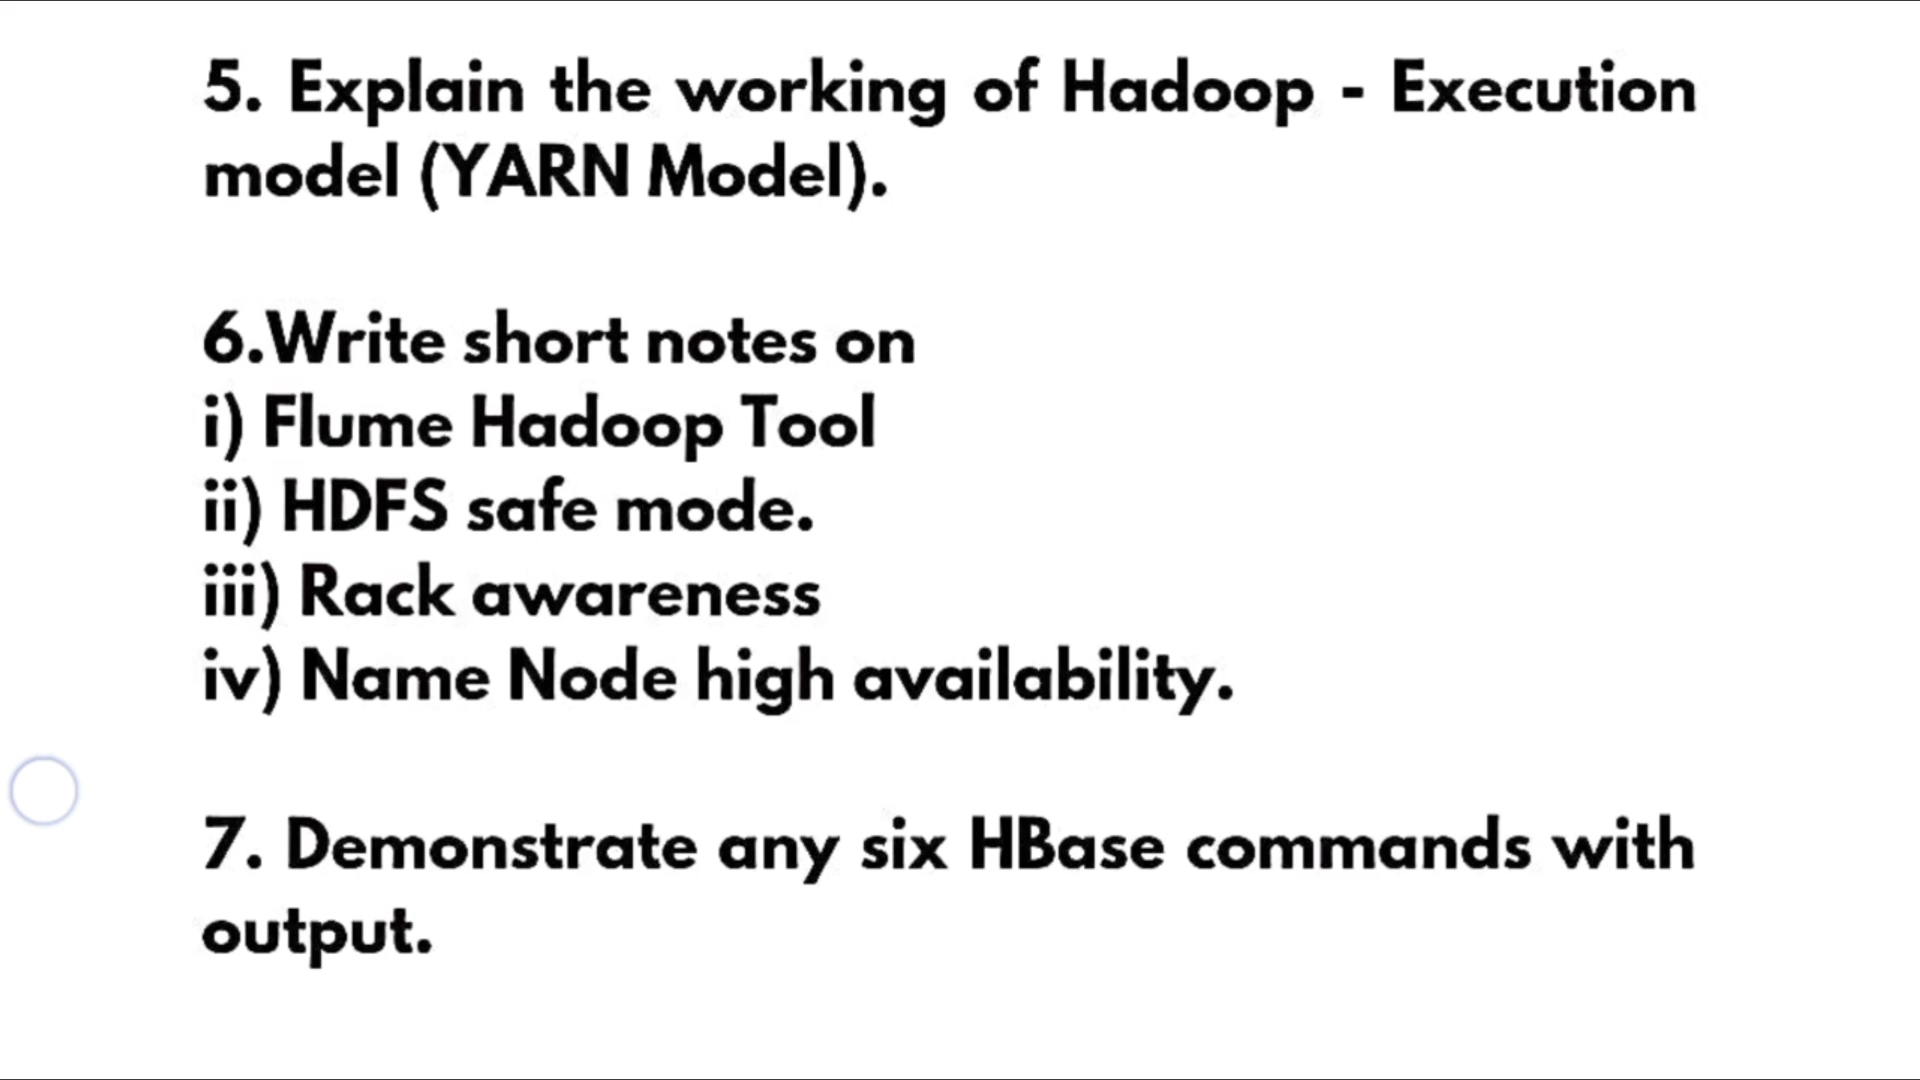 5. Explain the working of Hadoop - Execution
model (YARN Model).
6.Write short notes on
i) Flume Hadoop Tool
ii) HDFS safe mode.
iii) Rack awareness
iv) Name Node high availability.
7. Demonstrate any six HBase commands with
output.